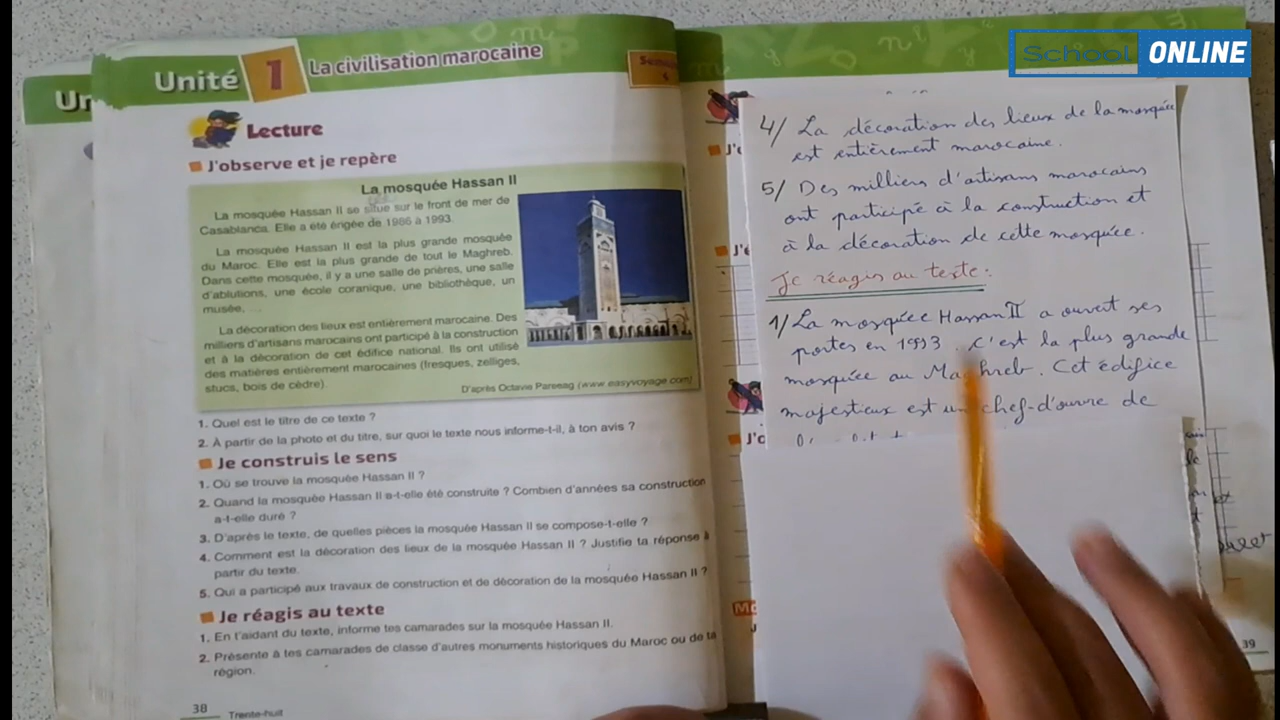 School ONLINE
Unité 1 La civilisation marocaine
Lecture
J'observe et je repère
La mosquée Hassan II
La mosquée Hassan II se situe sur le front de mer de
Casablanca. Elle a été érigée de 1986 à 1993.
La mosquée Hassan II est la plus grande mosquée
du Maroc. Elle est la plus grande de tout le Maghreb.
Dans cette mosquée, il y a une salle de prières, une salle
d'ablutions, une école coranique, une bibliothèque, un
musée, ...
La décoration des lieux est entièrement marocaine. Des
milliers d'artisans marocains ont participé à la construction
et à la décoration de cet édifice national. Ils ont utilisé
des matières entièrement marocaines (fresques, zelliges,
stucs, bois de cèdre).
D'après Octavie Pareeag (www.easyvoyage.com)
1. Quel est le titre de ce texte ?
2. À partir de la photo et du titre, sur quoi le texte nous informe-t-il, à ton avis ?
Je construis le sens
1. Où se trouve la mosquée Hassan II ?
2. Quand la mosquée Hassan II a-t-elle été construite ? Combien d'années sa construction
a-t-elle duré ?
3. D'après le texte, de quelles pièces la mosquée Hassan II se compose-t-elle ?
4. Comment est la décoration des lieux de la mosquée Hassan II ? Justifie ta réponse à
partir du texte.
5. Qui a participé aux travaux de construction et de décoration de la mosquée Hassan II ?
Je réagis au texte
1. En t'aidant du texte, informe tes camarades sur la mosquée Hassan II.
2. Présente à tes camarades de classe d'autres monuments historiques du Maroc ou de ta
région.
38
Trente-huit
4/ La décoration des lieux de la mosquée
est entièrement marocaine.
5/ Des milliers d'artisans marocains
ont participé à la construction et
à la décoration de cette mosquée.
Je réagis au texte :
1/ La mosquée Hassan II a ouvert ses
portes en 1993. C'est la plus grande
mosquée au Maghreb. Cet édifice
majestieux est un chef-d'œuvre de
39